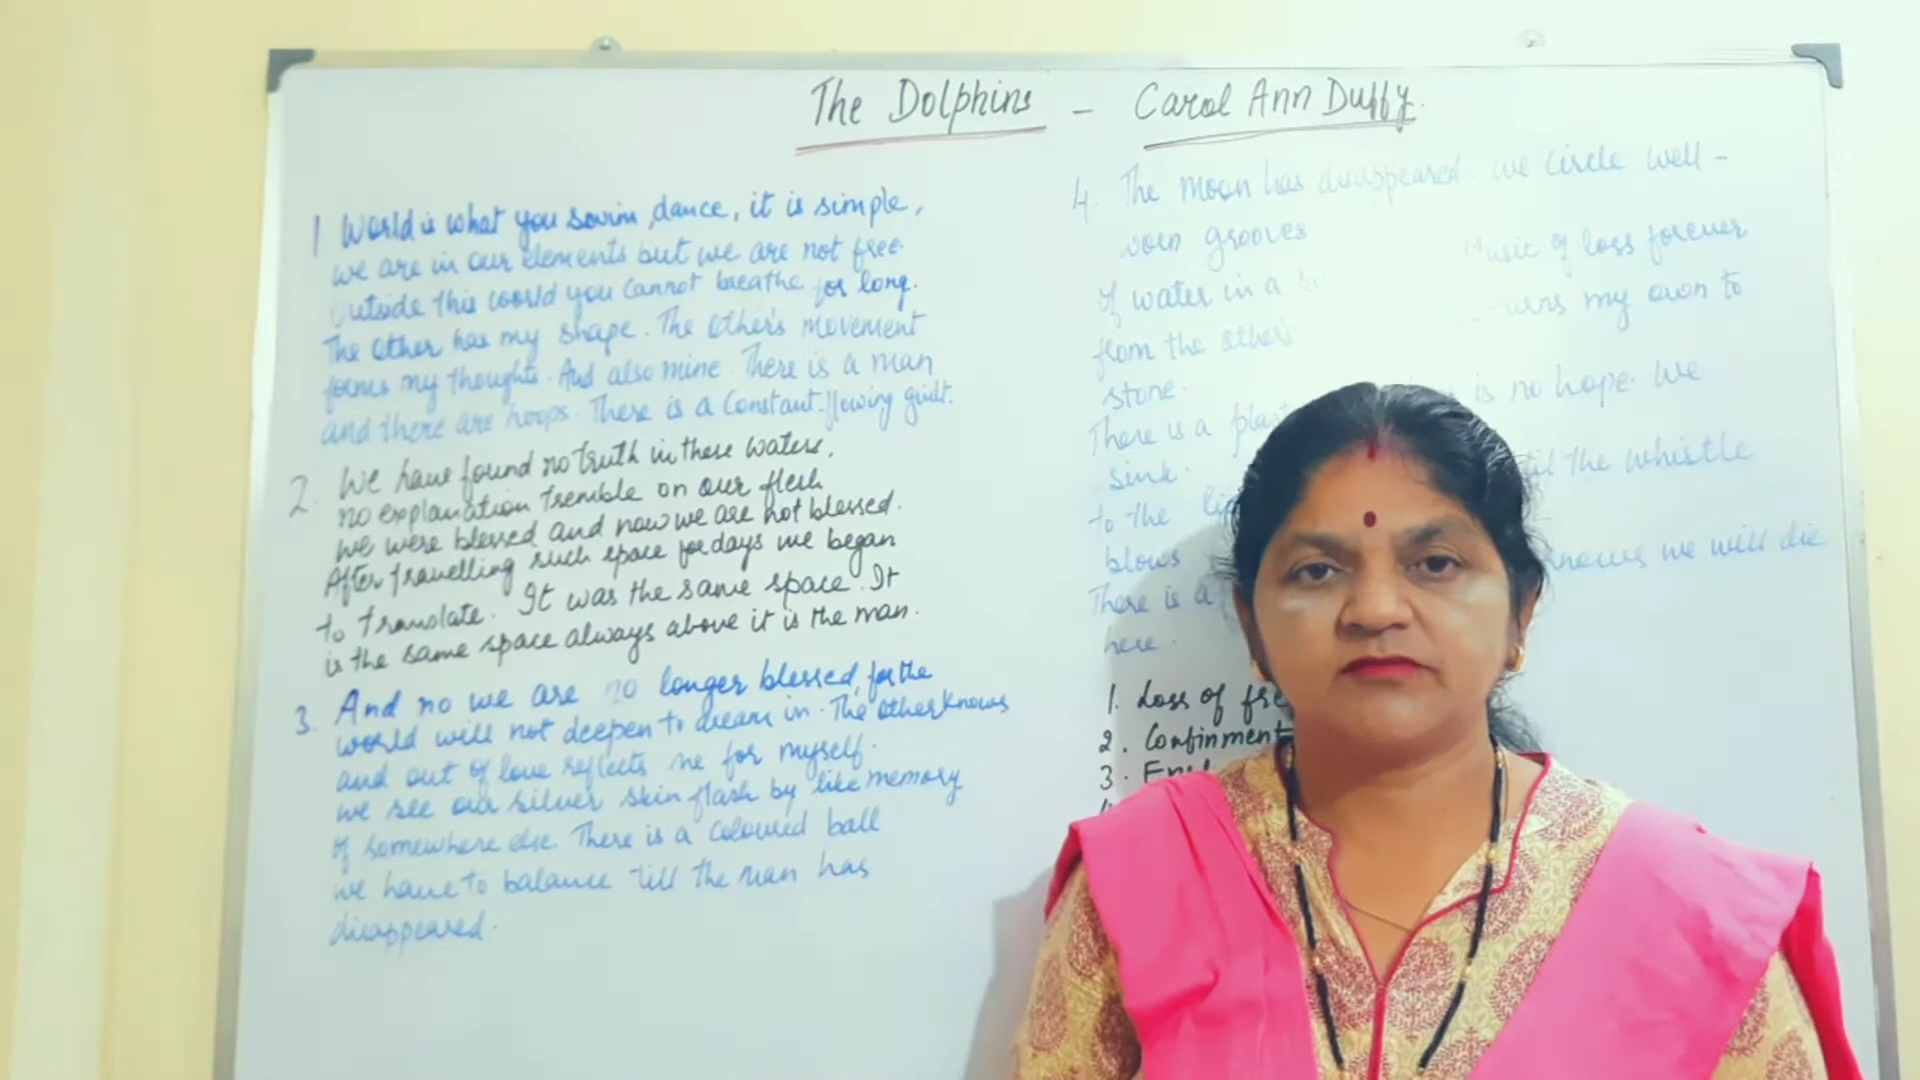 The Dolphins - Carol Ann Duffy.
1 World is what you swim, dance, it is simple,
we are in our elements but we are not free.
outside this world you cannot breathe for long.
The other has my shape. The other's movement
forms my thoughts. And also mine. There is a man
and there are hoops. There is a constant flowing guilt.
2. We have found no truth in these waters,
no explanation tremble on our flesh
we were blessed and now we are not blessed.
After travelling such space for days we began
to translate. It was the same space. It
is the same space always above it is the man.
3. And no we are no longer blessed, for the
world will not deepen to dream in. The other knows
and out of love reflects me for myself.
we see our silver skin flash by like memory
of somewhere else. There is a coloured ball
we have to balance till the man has
disappeared.
4. The moon has disappeared. we circle well-
worn grooves
of water in a Music of loss forever
from the other's my own to
stone.
There is a is no hope. We
sink.
to the the whistle
blows knows we will die
There is a
here.
1. Loss of
2. Confinment
3.